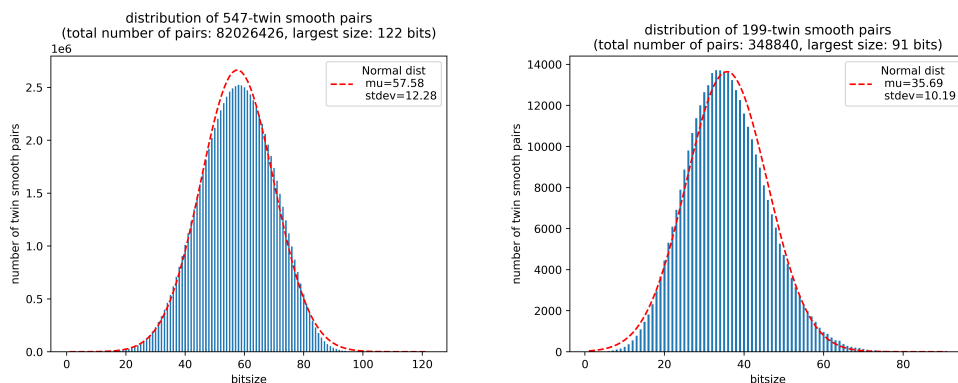 distribution of 547-twin smooth pairs
(total number of pairs: 82026426, largest size: 122 bits)
1e6
Normal dist
mu=57.58
stdev=12.28
2.5
2.0
1.5
1.0
0.5
0.0
number of twin smooth pairs
0 20 40 60 80 100 120
bitsize
distribution of 199-twin smooth pairs
(total number of pairs: 348840, largest size: 91 bits)
Normal dist
mu=35.69
stdev=10.19
14000
12000
10000
8000
6000
4000
2000
0
number of twin smooth pairs
0 20 40 60 80
bitsize